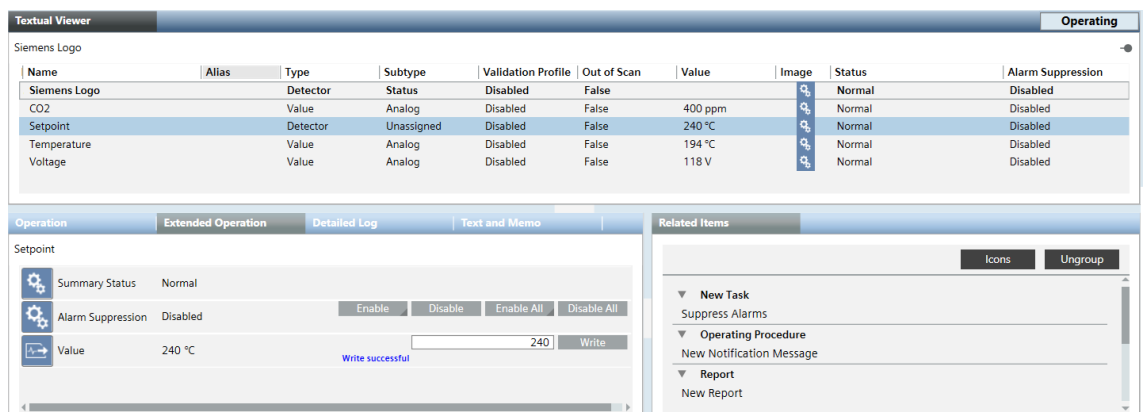 Textual Viewer Operating
Siemens Logo
Name Alias Type Subtype Validation Profile Out of Scan Value Image Status Alarm Suppression
Siemens Logo Detector Status Disabled False Normal Disabled
CO2 Value Analog Disabled False 400 ppm Normal Disabled
Setpoint Detector Unassigned Disabled False 240 °C Normal Disabled
Temperature Value Analog Disabled False 194 °C Normal Disabled
Voltage Value Analog Disabled False 118 V Normal Disabled
Operation Extended Operation Detailed Log Text and Memo
Setpoint
Summary Status Normal
Alarm Suppression Disabled Enable Disable Enable All Disable All
Value 240 °C 240 Write
Write successful
Related Items
Icons Ungroup
New Task
Suppress Alarms
Operating Procedure
New Notification Message
Report
New Report